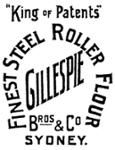 "King of Patents"
FINEST STEEL ROLLER FLOUR
GILLESPIE
BROS & CO
SYDNEY.